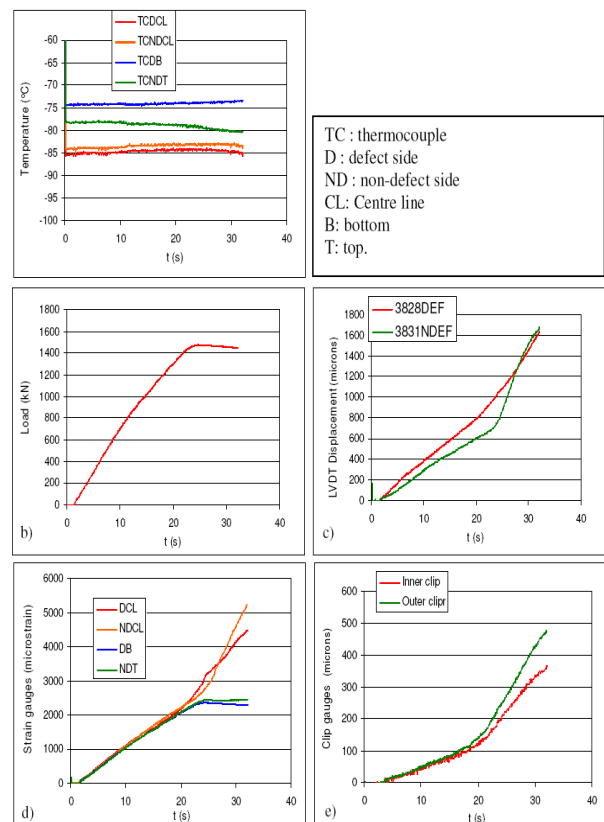 TCDCL
TCNDCL
TCDB
TCNDT
-60
-65
-70
-75
-80
-85
-90
-95
-100
Temperature (°C)
0 10 20 30 40
t (s)
TC : thermocouple
D : defect side
ND : non-defect side
CL: Centre line
B: bottom
T: top.
1800
1600
1400
1200
1000
800
600
400
200
0
Load (kN)
0 10 20 30 40
b)
t (s)
3828DEF
3831NDEF
1800
1600
1400
1200
1000
800
600
400
200
0
LVDT Displacement (microns)
0 10 20 30 40
c)
t (s)
DCL
NDCL
DB
NDT
6000
5000
4000
3000
2000
1000
0
Strain gauges (microstrain)
0 10 20 30 40
d)
t (s)
Inner clip
Outer clipr
600
500
400
300
200
100
0
Clip gauges (microns)
0 10 20 30 40
e)
t (s)